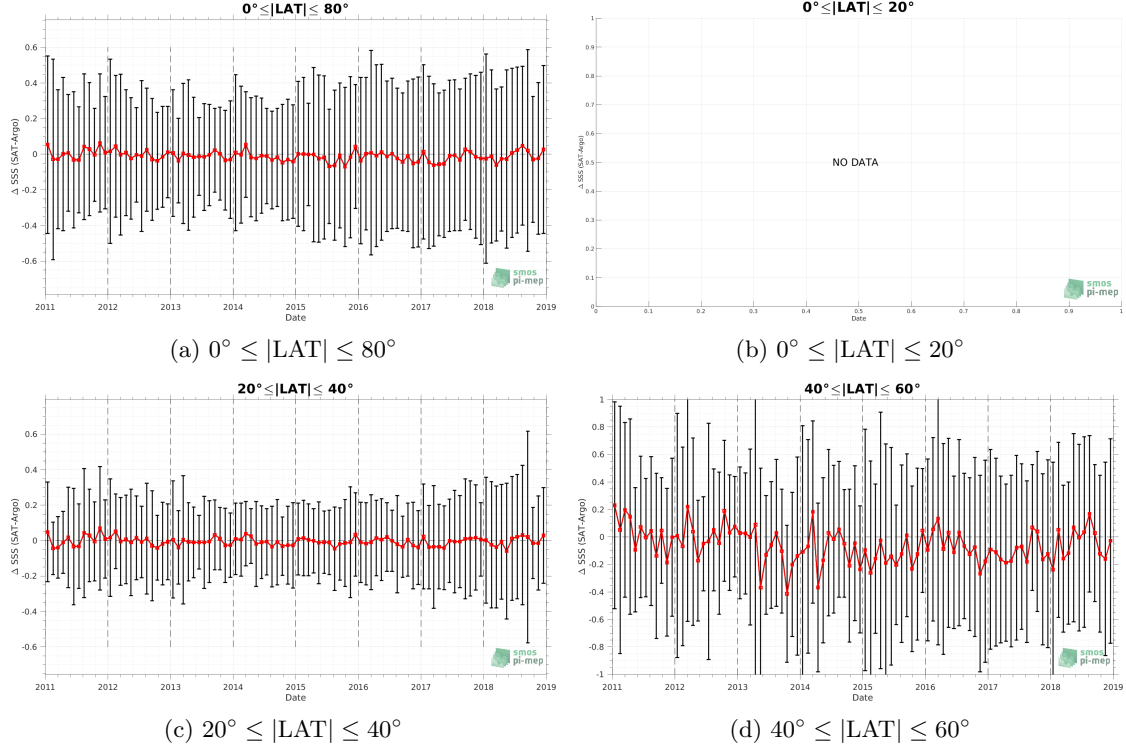 0°≤|LAT|≤ 80°
Δ SSS (SAT-Argo)
0.6
0.4
0.2
0
-0.2
-0.4
-0.6
2011 2012 2013 2014 2015 2016 2017 2018 2019
Date
smos
pi-mep
(a) 0° ≤ |LAT| ≤ 80°
0°≤|LAT|≤ 20°
Δ SSS (SAT-Argo)
1
0.9
0.8
0.7
0.6
0.5
0.4
0.3
0.2
0.1
0
NO DATA
0 0.1 0.2 0.3 0.4 0.5 0.6 0.7 0.8 0.9 1
Date
smos
pi-mep
(b) 0° ≤ |LAT| ≤ 20°
20°≤|LAT|≤ 40°
Δ SSS (SAT-Argo)
0.6
0.4
0.2
0
-0.2
-0.4
-0.6
2011 2012 2013 2014 2015 2016 2017 2018 2019
Date
smos
pi-mep
(c) 20° ≤ |LAT| ≤ 40°
40°≤|LAT|≤ 60°
Δ SSS (SAT-Argo)
1
0.8
0.6
0.4
0.2
0
-0.2
-0.4
-0.6
-0.8
-1
2011 2012 2013 2014 2015 2016 2017 2018 2019
Date
smos
pi-mep
(d) 40° ≤ |LAT| ≤ 60°